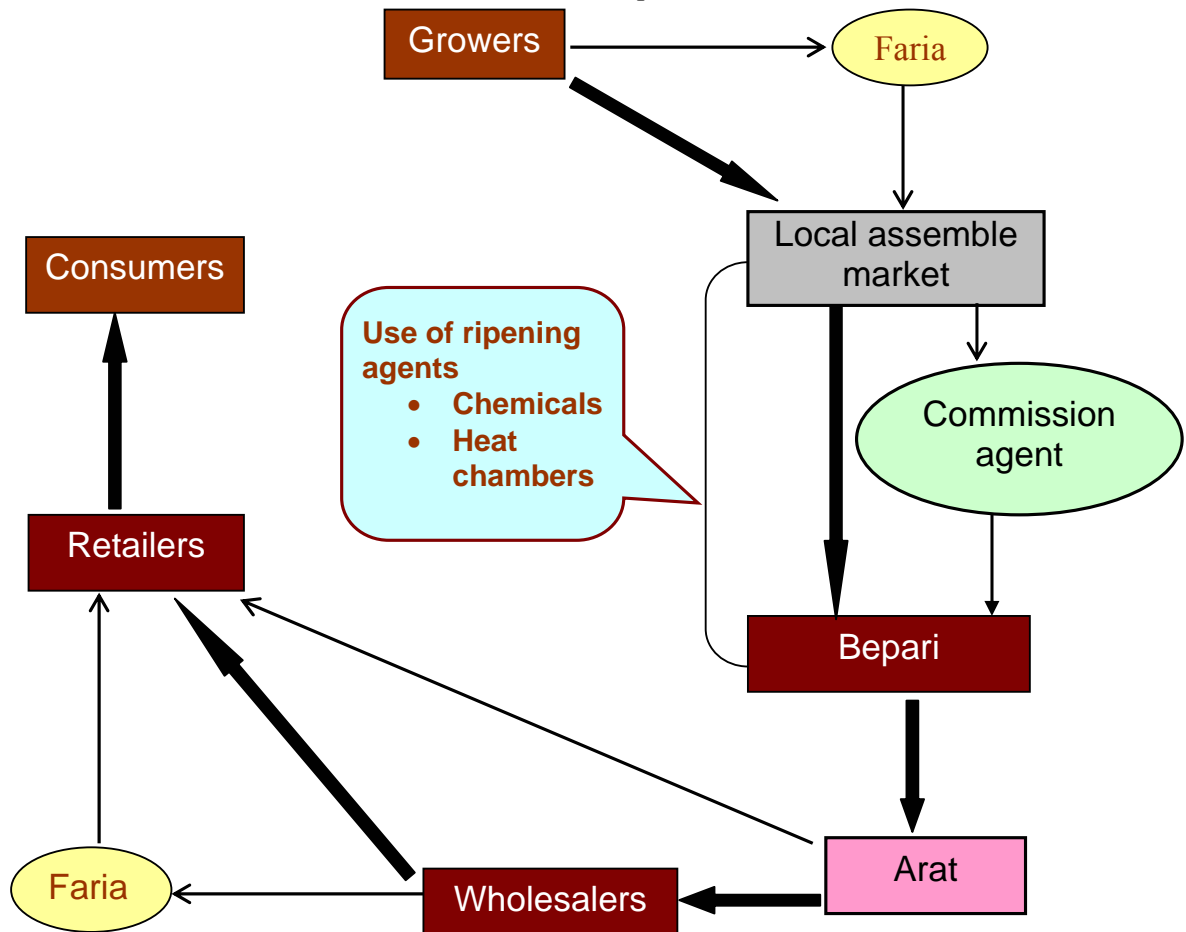 Growers
Faria
Local assemble
market
Consumers
Use of ripening
agents
• Chemicals
• Heat
chambers
Commission
agent
Retailers
Bepari
Arat
Faria
Wholesalers